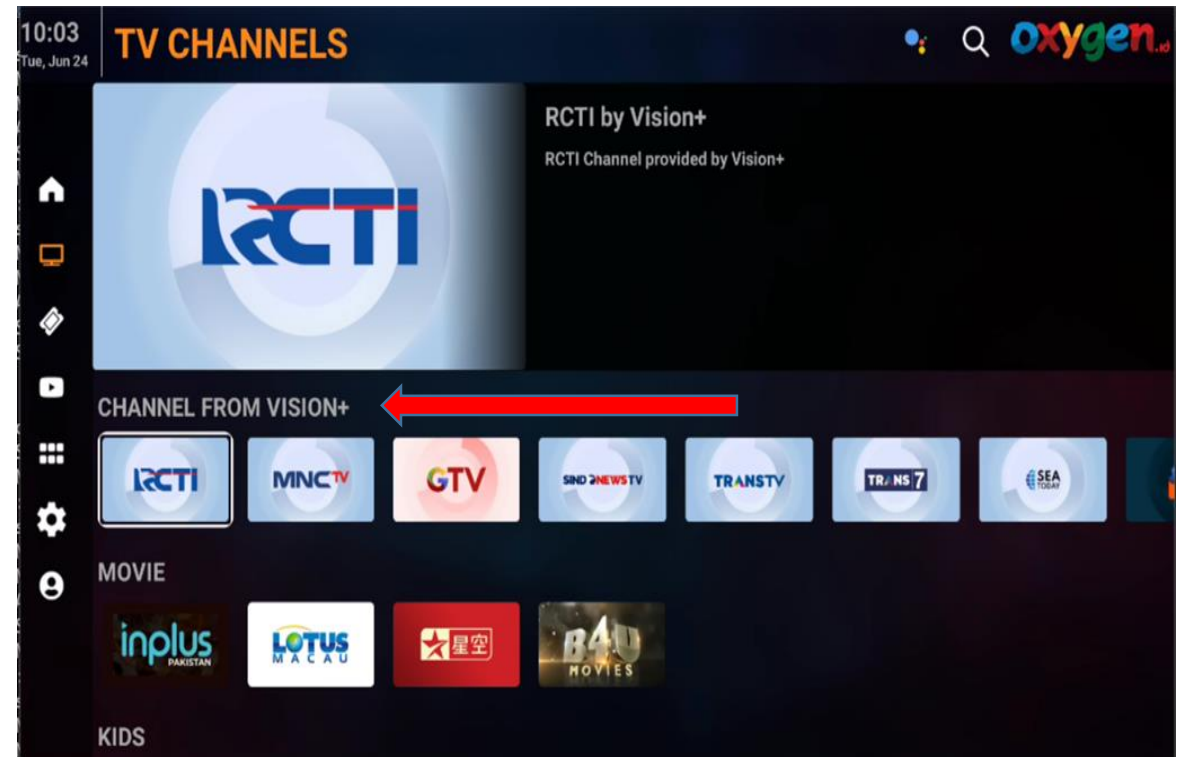 10:03
Tue, Jun 24
TV CHANNELS
oxygen.id
RCTI by Vision+
RCTI Channel provided by Vision+
RCTI
CHANNEL FROM VISION+
RCTI
MNCTV
GTV
SINDONEWS TV
TRANSTV
TRANS 7
SEA
TODAY
MOVIE
inplus
PAKISTAN
LOTUS
MACAU
星空
B4U
MOVIES
KIDS